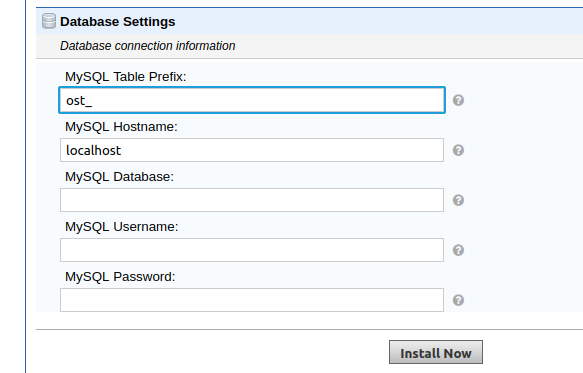 Database Settings
Database connection information
MySQL Table Prefix:
ost_
?
MySQL Hostname:
localhost
?
MySQL Database:
?
MySQL Username:
?
MySQL Password:
?
Install Now